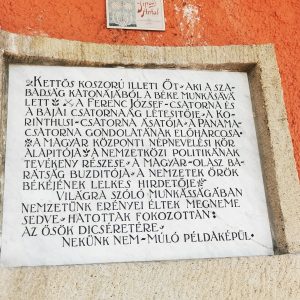 „Kettős koszorú illeti Őt - aki a sza-
badság katonájából a béke munkásává
lett - a Ferenc József-csatorna és
a bajai csatornaág létesítője - a Ko-
rinthusi-csatorna ásatója - a Panama-
csatorna gondolatának előharcosa -
a Magyar Központi Népnevelési Kör
alapítója - a nemzetközi politikának
tevékeny részese - a magyar-olasz ba-
rátság buzdítója - a nemzetek örök
békéjének lelkes hirdetője -
Világra szóló munkásságában
nemzetünk erényei éltek megneme
sedve - hatottak fokozottan -
az ősök dicséretére -
Nekünk nem-múló példaképül -